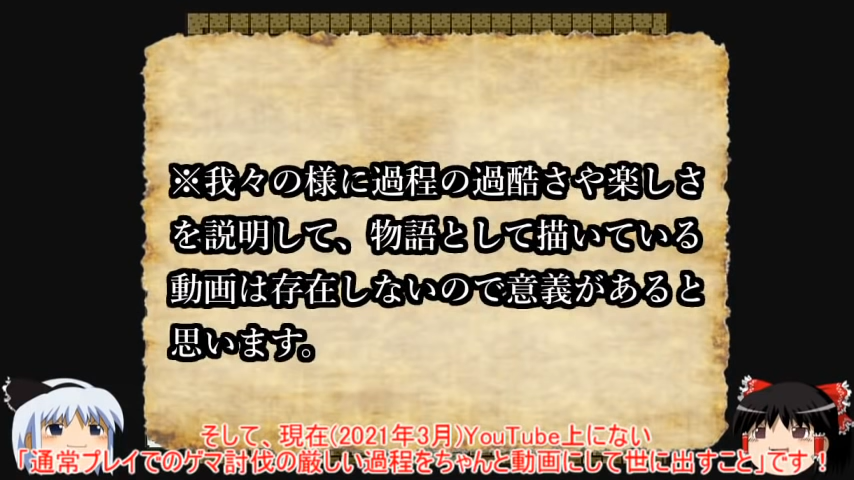 ※我々の様に過程の過酷さや楽しさ
を説明して、物語として描いている
動画は存在しないので意義があると
思います。
そして、現在(2021年3月)YouTube上にない
「通常プレイでのゲマ討伐の厳しい過程をちゃんと動画にして世に出すこと」です！